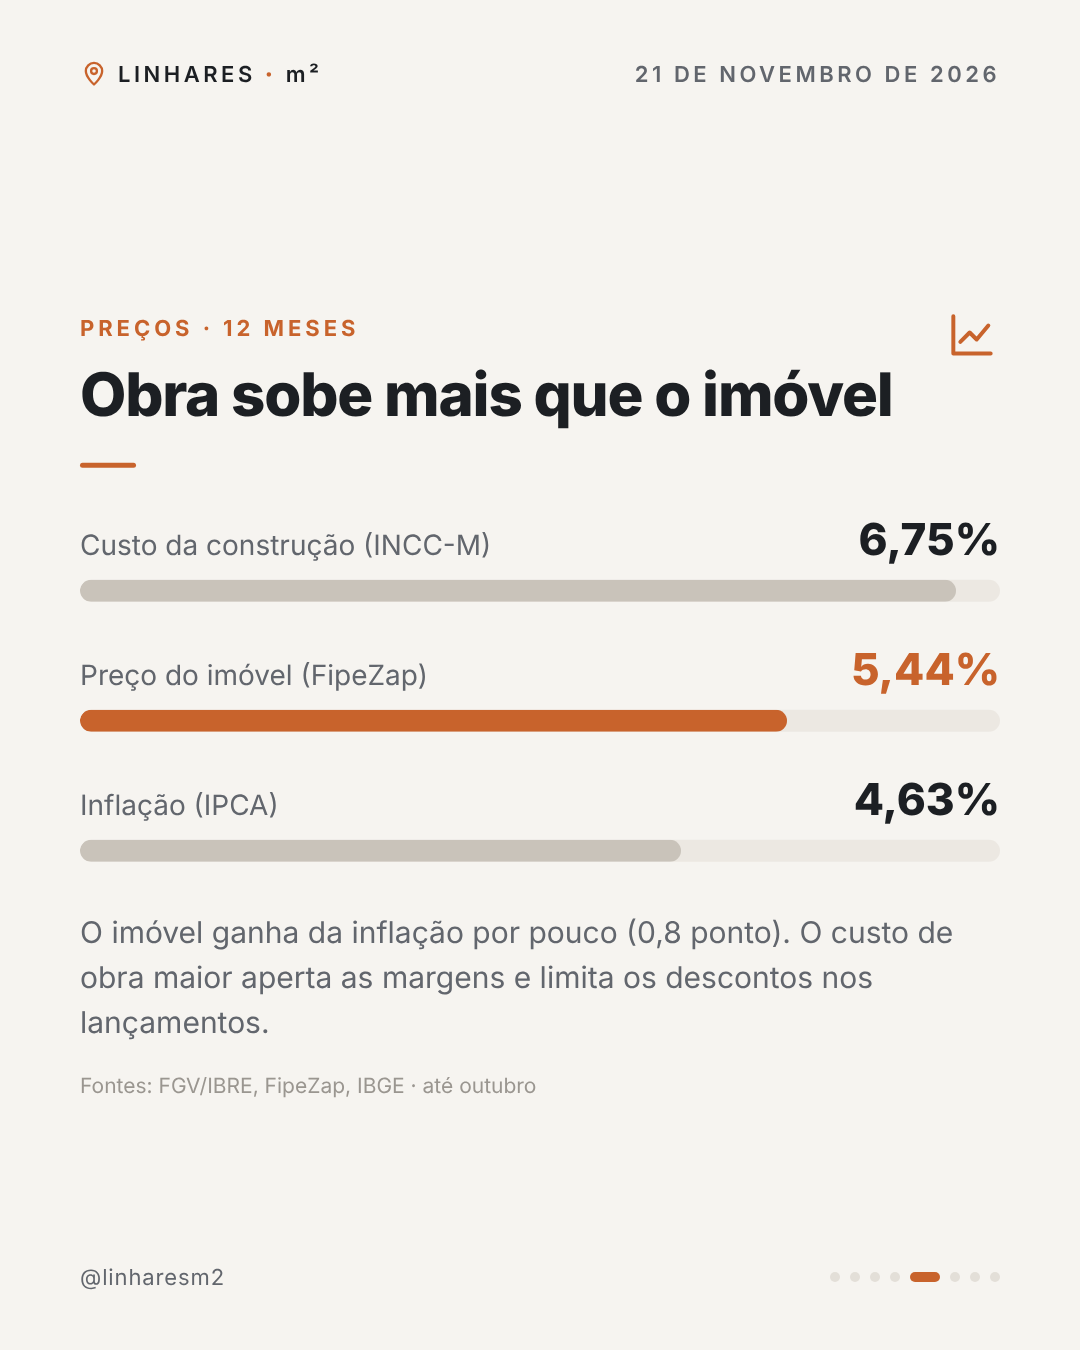 LINHARES · m²
21 DE NOVEMBRO DE 2026
PREÇOS · 12 MESES
Obra sobe mais que o imóvel
Custo da construção (INCC-M)
6,75%
Preço do imóvel (FipeZap)
5,44%
Inflação (IPCA)
4,63%
O imóvel ganha da inflação por pouco (0,8 ponto). O custo de
obra maior aperta as margens e limita os descontos nos
lançamentos.
Fontes: FGV/IBRE, FipeZap, IBGE · até outubro
@linharesm2